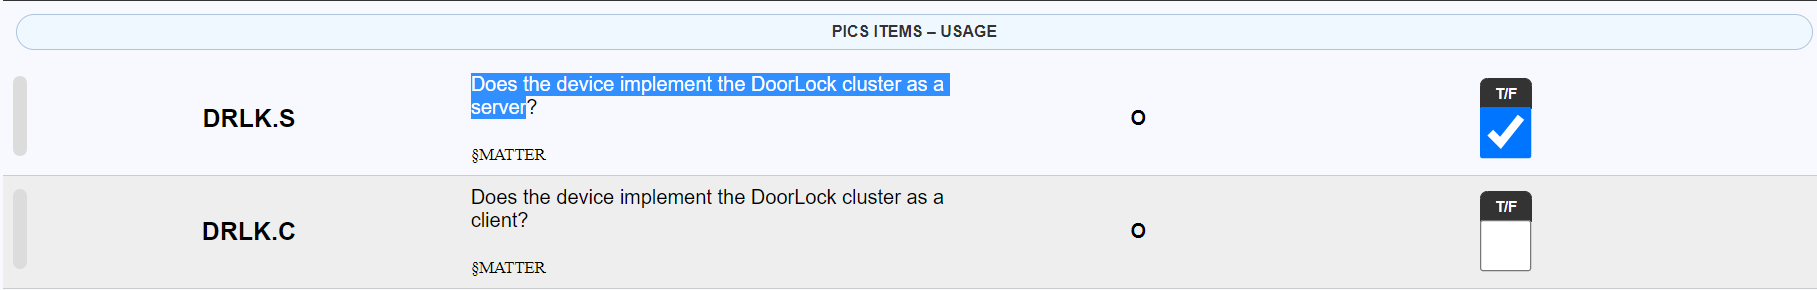 PICS ITEMS – USAGE
DRLK.S
Does the device implement the DoorLock cluster as a
server?
§MATTER
O
T/F
DRLK.C
Does the device implement the DoorLock cluster as a
client?
§MATTER
O
T/F